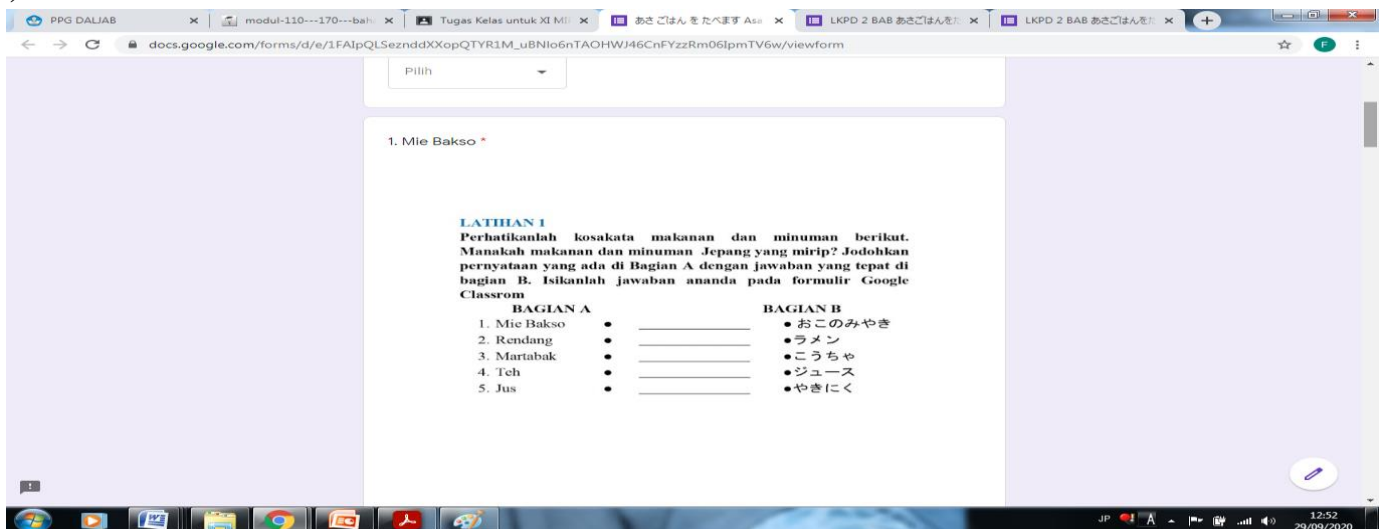 PPG DALJAB
modul-110---170---bah
Tugas Kelas untuk XI MI
あさ ごはん を たべます Asa
LKPD 2 BAB あさごはんを
LKPD 2 BAB あさごはんを
docs.google.com/forms/d/e/1FAIpQLSeznddXXopQTYR1M_uBNIo6nTAOHWJ46CnFYzzRm06IpmTV6w/viewform
F
Pilih
1. Mie Bakso *
LATIHAN 1
Perhatikanlah kosakata makanan dan minuman berikut.
Manakah makanan dan minuman Jepang yang mirip? Jodohkan
pernyataan yang ada di Bagian A dengan jawaban yang tepat di
bagian B. Isikanlah jawaban ananda pada formulir Google
Classrom
BAGIAN A BAGIAN B
1. Mie Bakso • ____________ • おこのみやき
2. Rendang • ____________ •ラメン
3. Martabak • ____________ •こうちゃ
4. Teh • ____________ •ジュース
5. Jus • ____________ •やきにく
JP A 12:52
29/09/2020